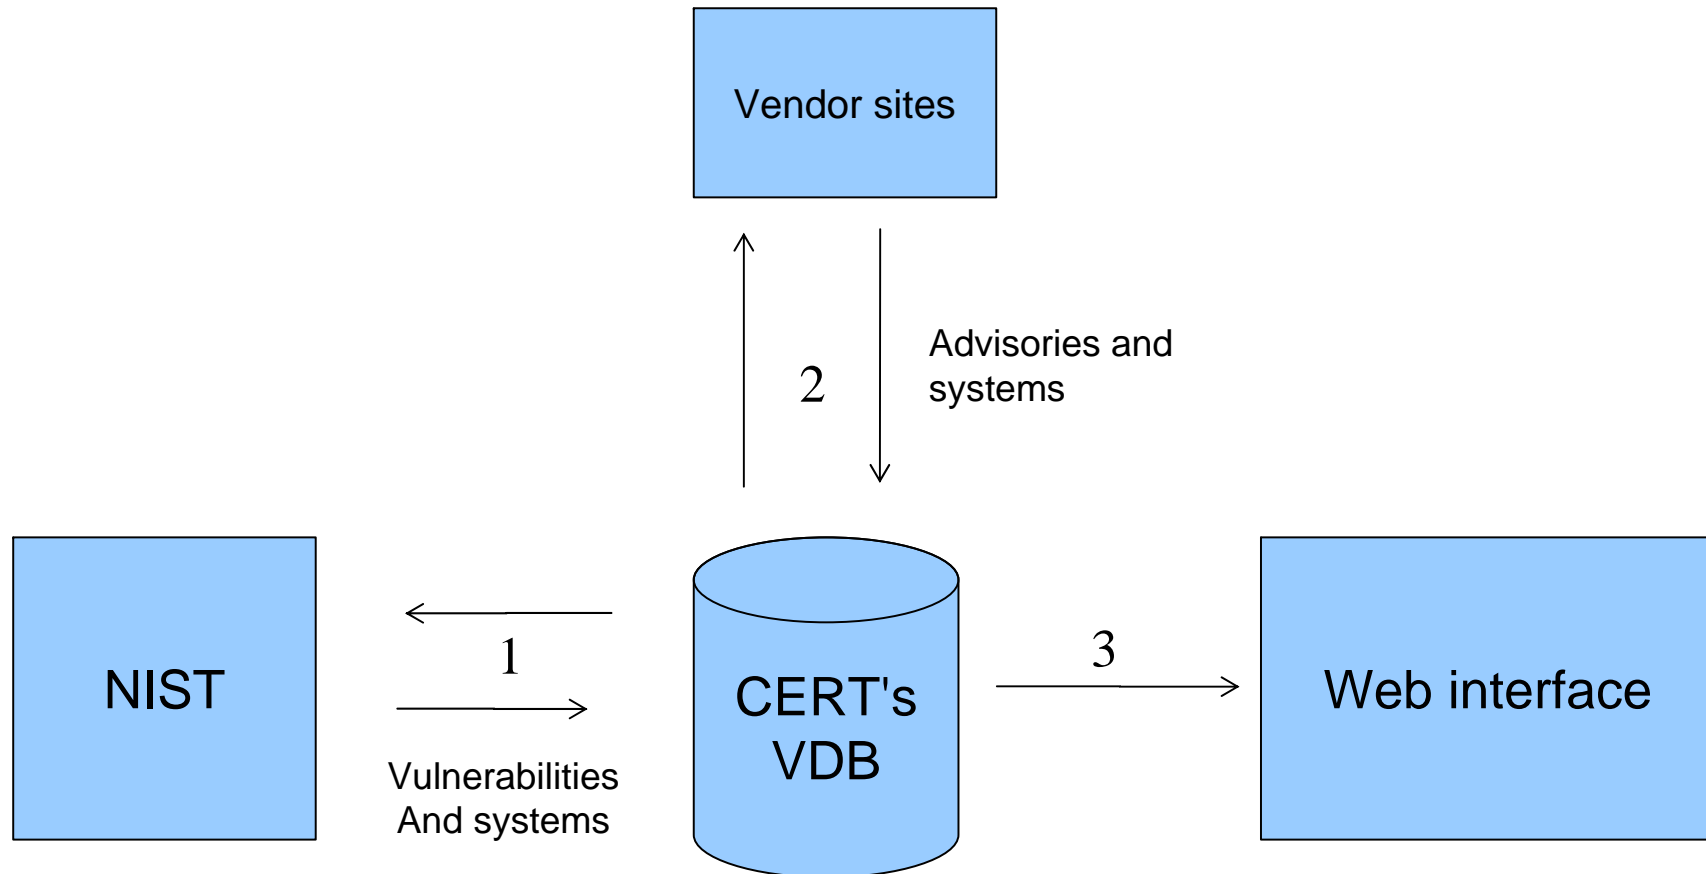 Vendor sites
2
Advisories and
systems
NIST
1
Vulnerabilities
And systems
CERT's
VDB
3
Web interface